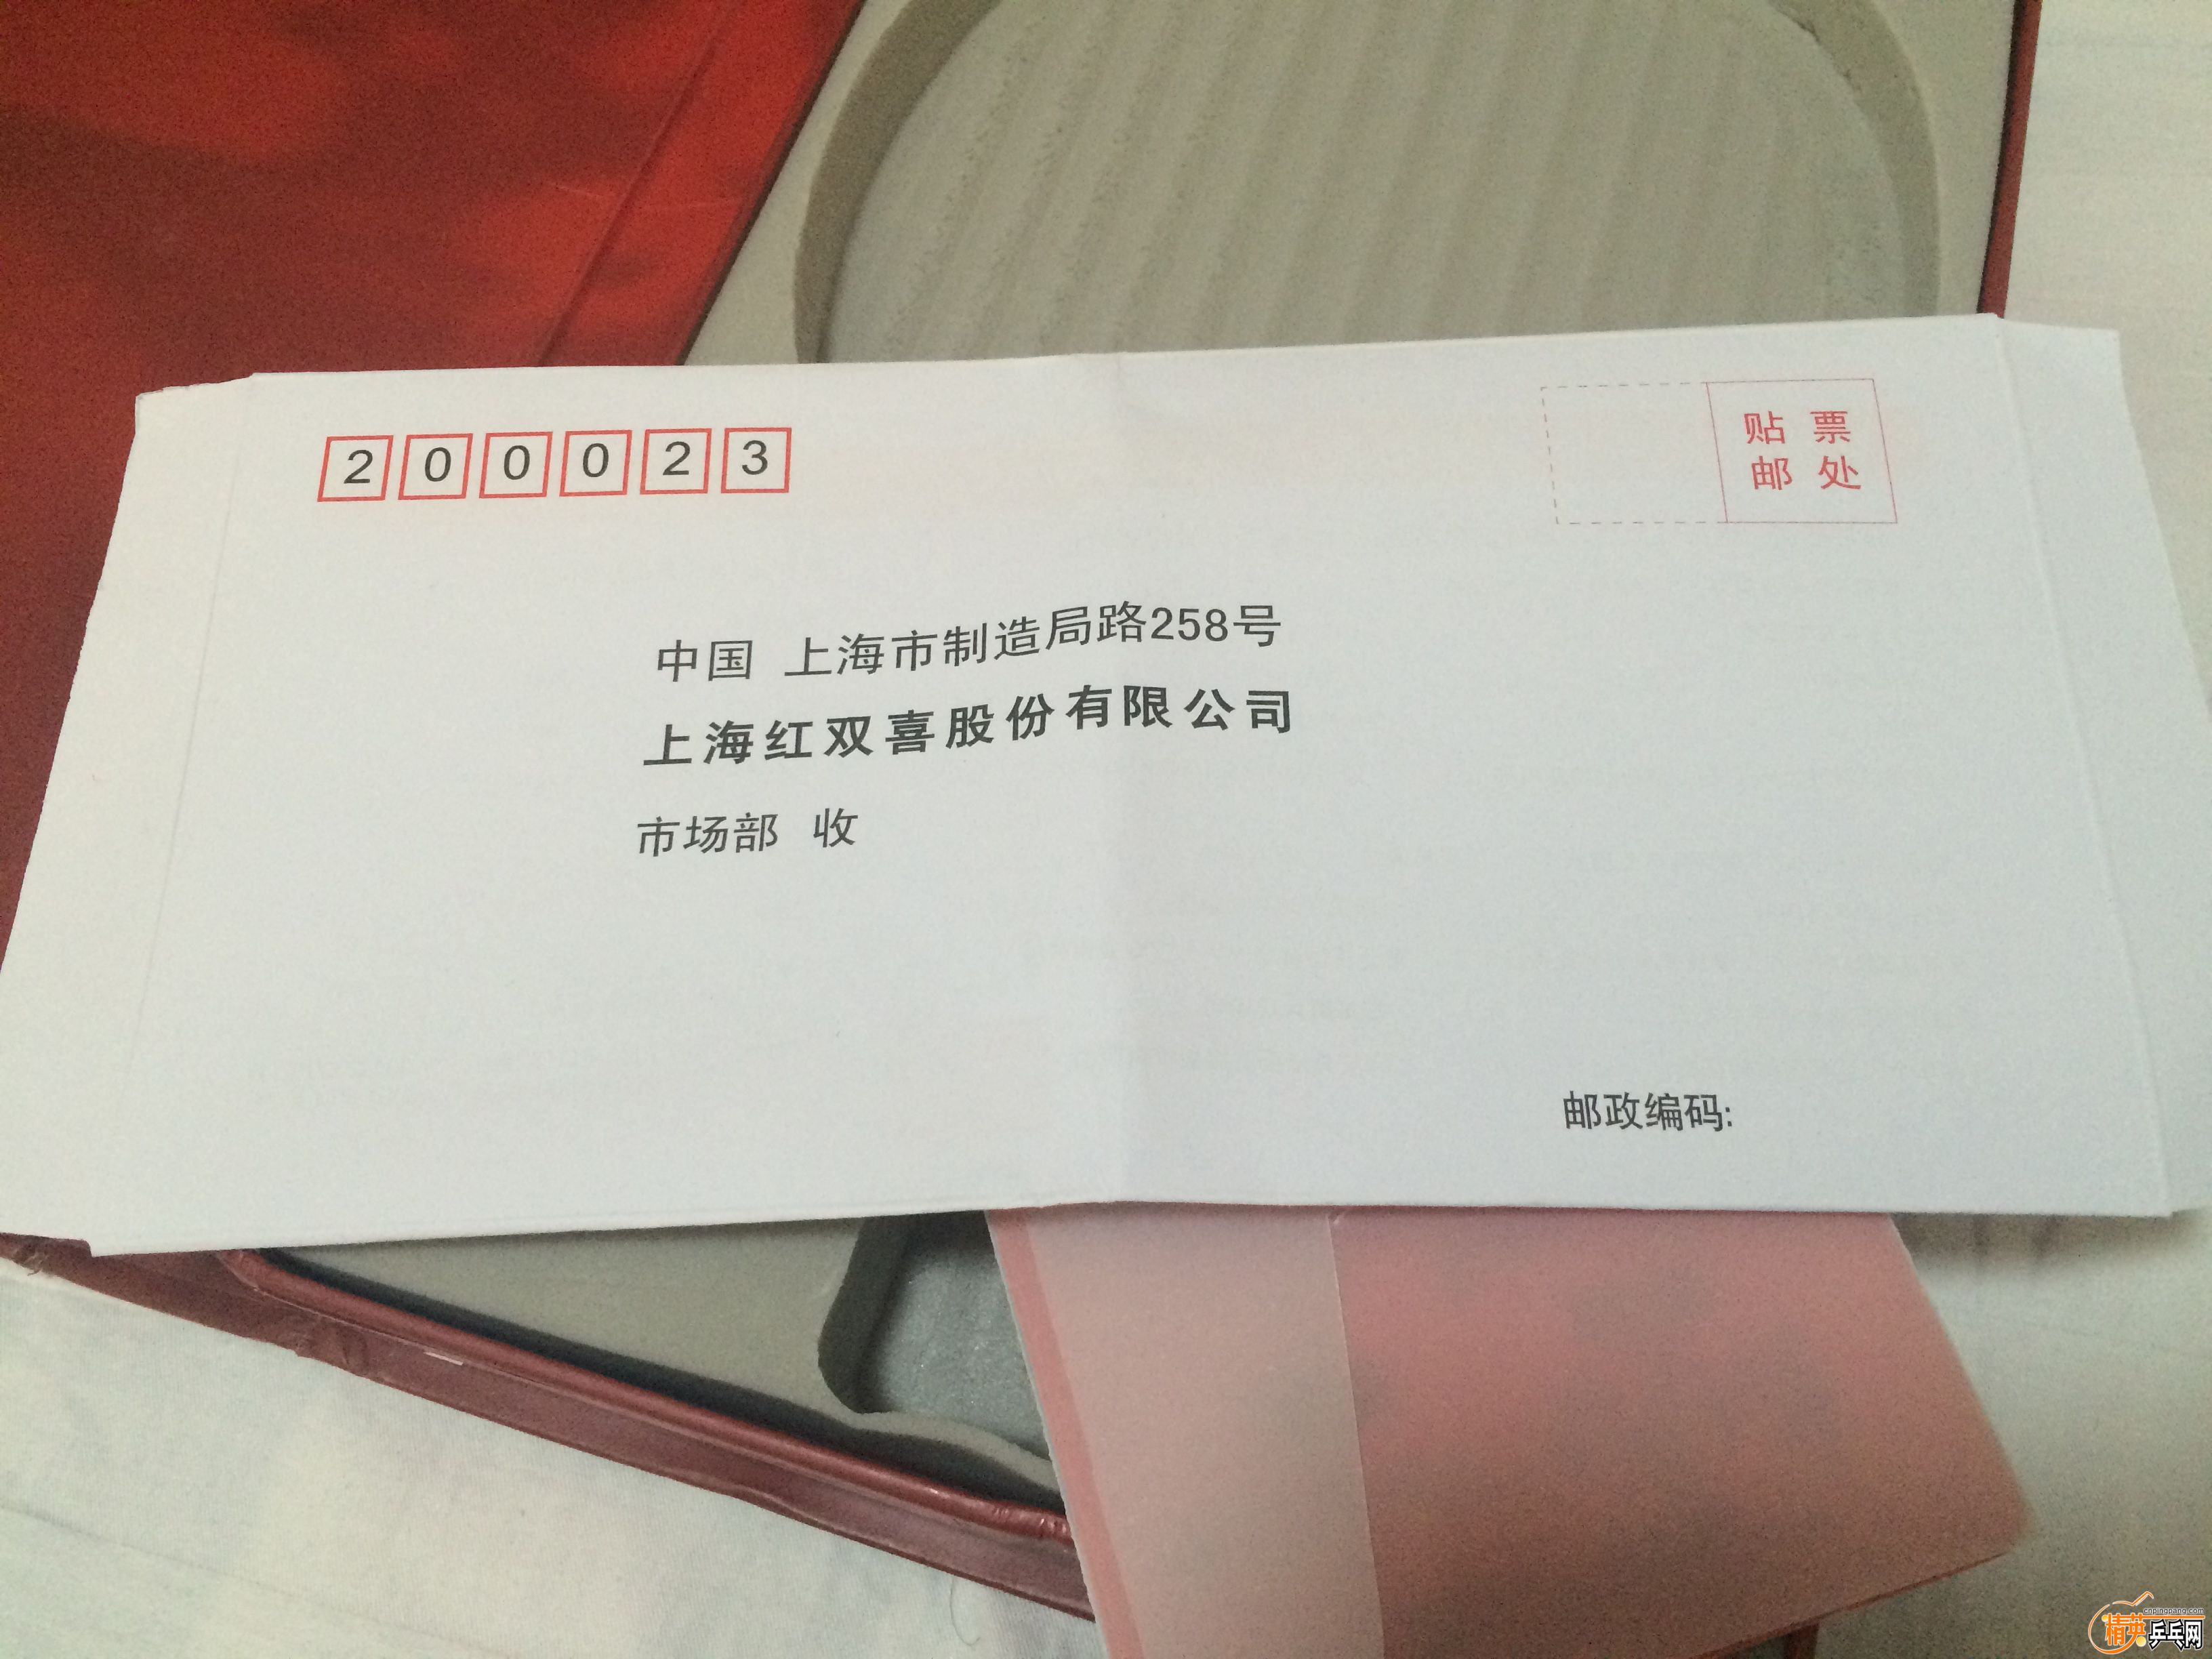 200023
贴 票
邮 处
中国 上海市制造局路258号
上海红双喜股份有限公司
市场部 收
邮政编码:
cnpingpang.com
精英乒乓网